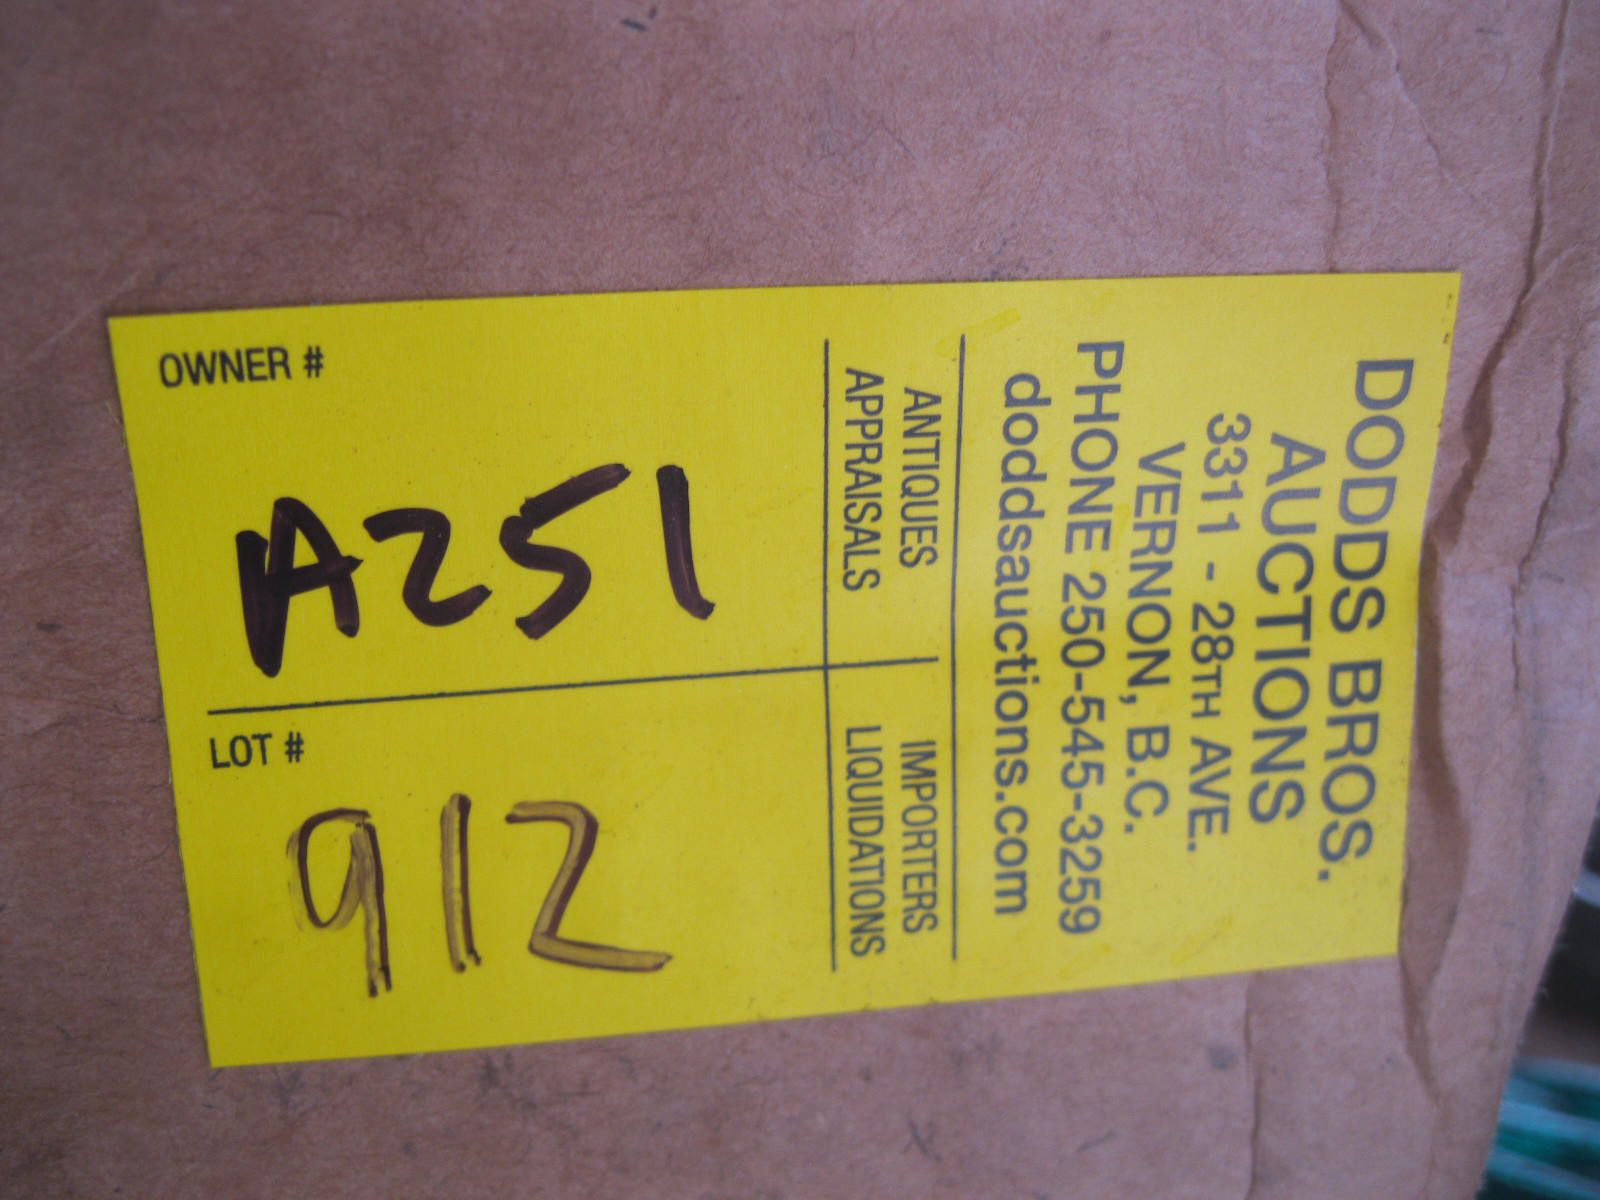 DODDS BROS.
AUCTIONS
3311 - 28TH AVE.
VERNON, B.C.
PHONE 250-545-3259
doddsauctions.com
ANTIQUES
APPRAISALS
IMPORTERS
LIQUIDATIONS
OWNER #
A251
LOT #
912